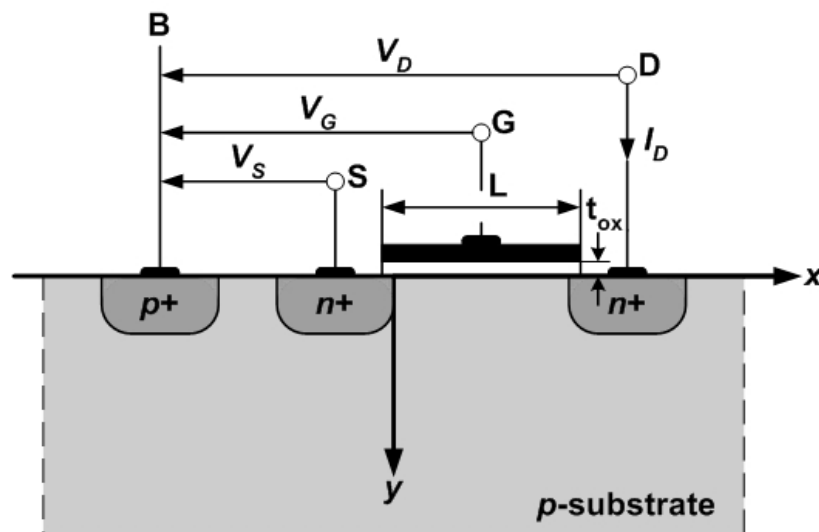 B
V_D
D
V_G
G
I_D
V_S
S
L
t_ox
x
p+
n+
n+
y
p-substrate